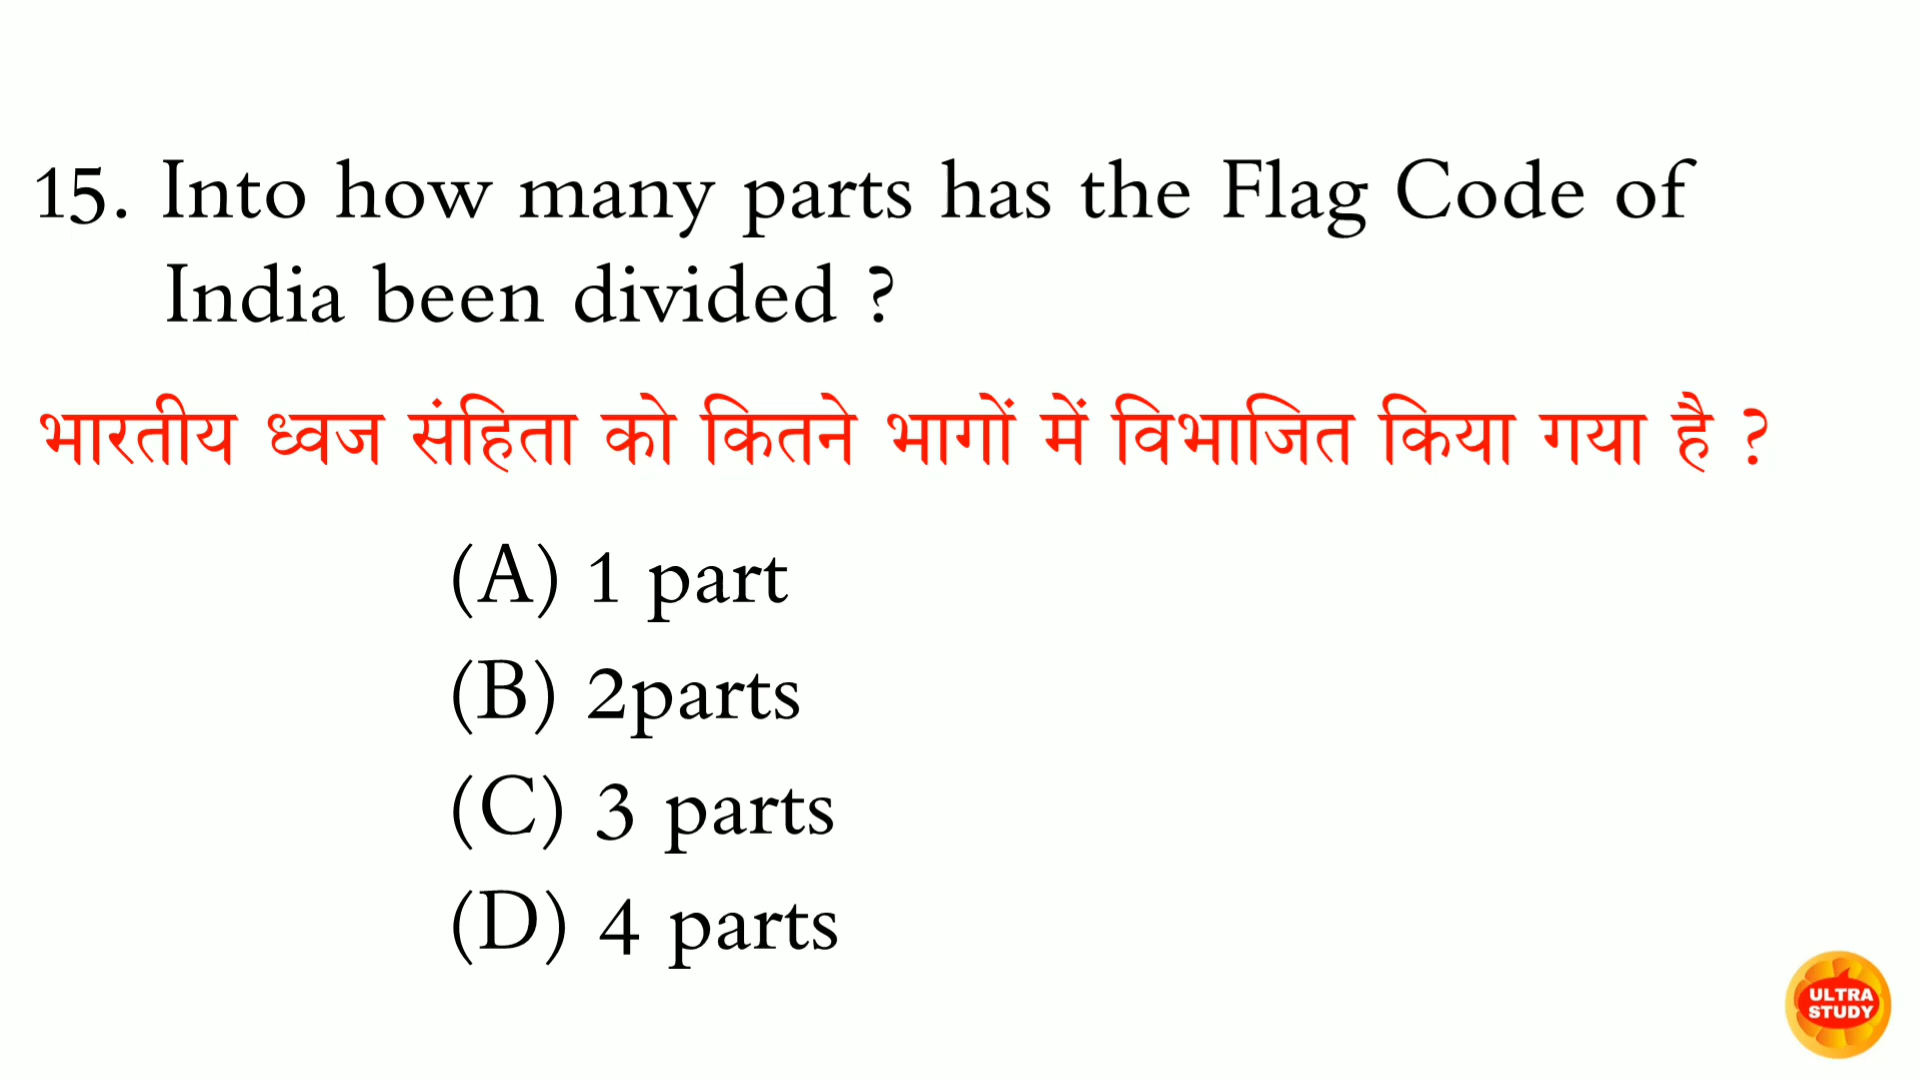 15. Into how many parts has the Flag Code of
India been divided ?
भारतीय ध्वज संहिता को कितने भागों में विभाजित किया गया है ?
(A) 1 part
(B) 2parts
(C) 3 parts
(D) 4 parts
ULTRA
STUDY